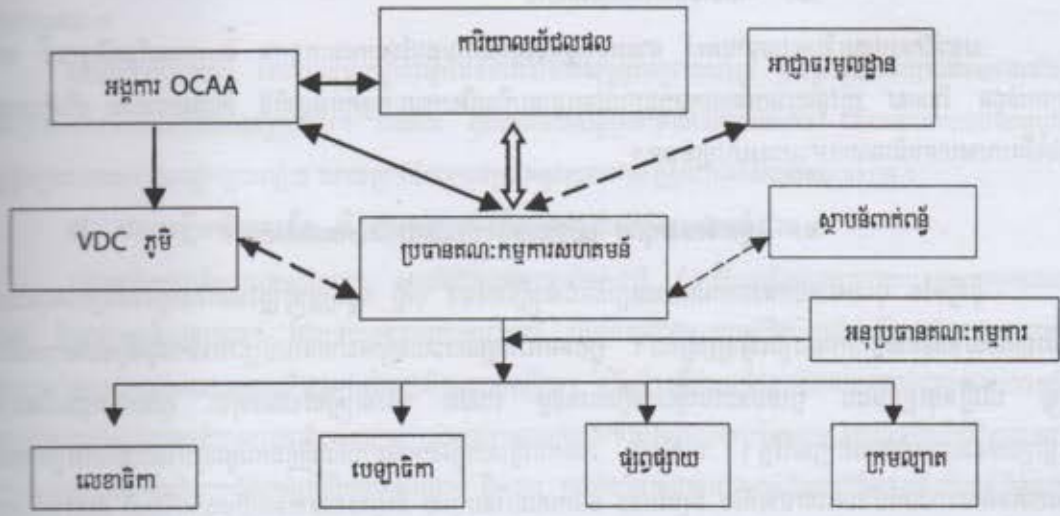 ការិយាល័យជលផល
អាជ្ញាធរមូលដ្ឋាន
អង្គការ OCAA
VDC ភូមិ
ប្រធានគណៈកម្មការសហគមន៍
ស្ថាប័នពាក់ពន្ធ័
អនុប្រធានគណៈកម្មការ
លេខាធិកា
បេឡាធិកា
ផ្សព្វផ្សាយ
ក្រុមល្បាត